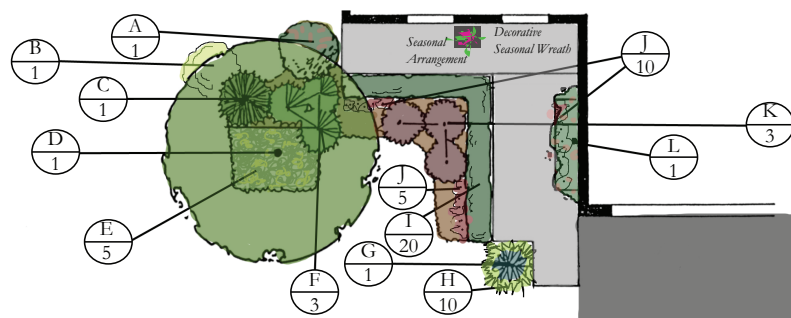 A
1
B
1
C
1
D
1
E
5
F
3
G
1
H
10
I
20
J
5
J
10
K
3
L
1
Seasonal
Arrangement
Decorative
Seasonal Wreath